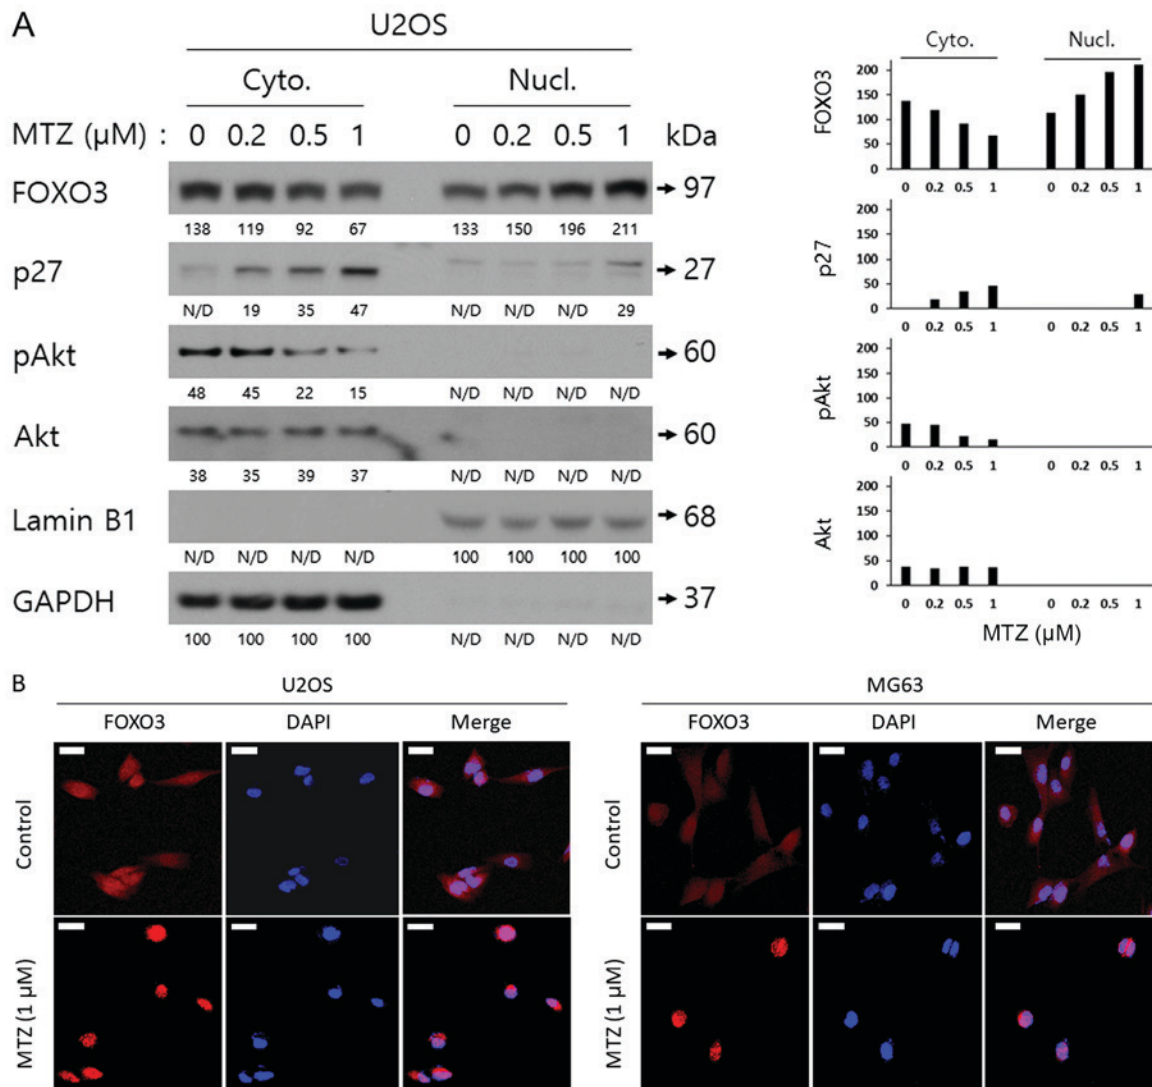 A
U2OS
Cyto. Nucl.
MTZ (μM) : 0 0.2 0.5 1 0 0.2 0.5 1 kDa
FOXO3 97
138 119 92 67 133 150 196 211
p27 27
N/D 19 35 47 N/D N/D N/D 29
pAkt 60
48 45 22 15 N/D N/D N/D N/D
Akt 60
38 35 39 37 N/D N/D N/D N/D
Lamin B1 68
N/D N/D N/D N/D 100 100 100 100
GAPDH 37
100 100 100 100 N/D N/D N/D N/D
Cyto. Nucl.
FOXO3
200
150
100
50
0
0 0.2 0.5 1 0 0.2 0.5 1
p27
200
150
100
50
0
0 0.2 0.5 1 0 0.2 0.5 1
pAkt
200
150
100
50
0
0 0.2 0.5 1 0 0.2 0.5 1
Akt
200
150
100
50
0
0 0.2 0.5 1 0 0.2 0.5 1
MTZ (μM)
B
U2OS MG63
FOXO3 DAPI Merge FOXO3 DAPI Merge
Control Control
MTZ (1 μM) MTZ (1 μM)